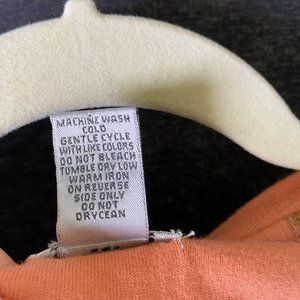 MACHINE WASH
COLD
GENTLE CYCLE
WITH LIKE COLORS
DO NOT BLEACH
TUMBLE DRY LOW
WARM IRON
ON REVERSE
SIDE ONLY
DO NOT
DRYCEAN